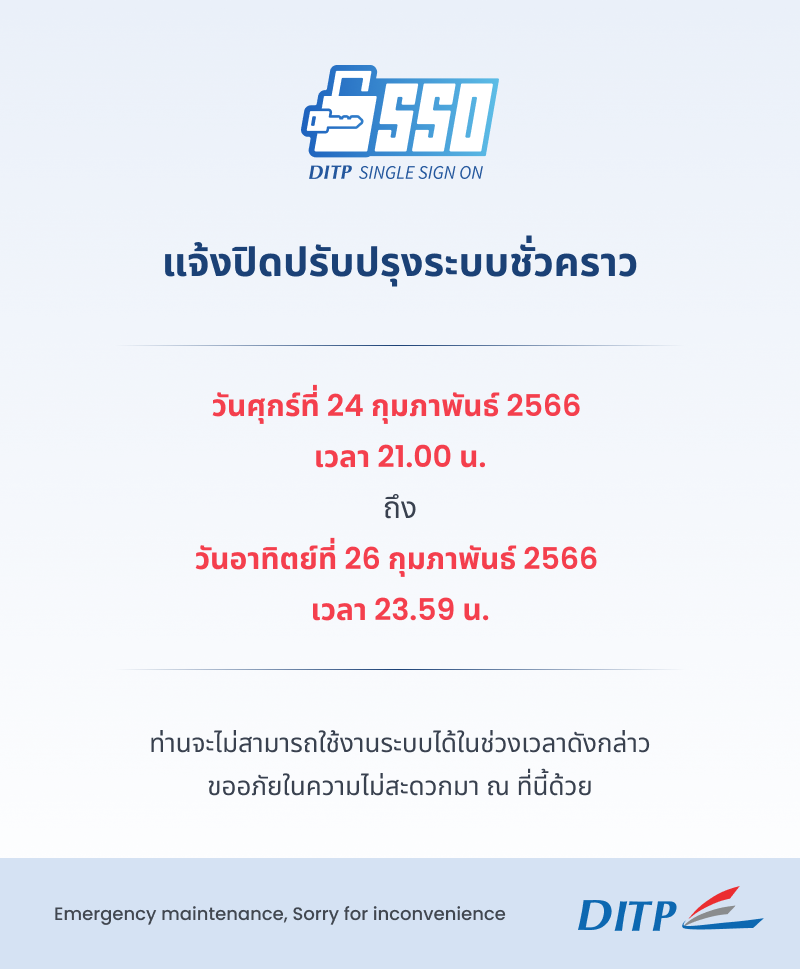 SSO
DITP SINGLE SIGN ON
แจ้งปิดปรับปรุงระบบชั่วคราว
วันศุกร์ที่ 24 กุมภาพันธ์ 2566
เวลา 21.00 น.
ถึง
วันอาทิตย์ที่ 26 กุมภาพันธ์ 2566
เวลา 23.59 น.
ท่านจะไม่สามารถใช้งานระบบได้ในช่วงเวลาดังกล่าว
ขออภัยในความไม่สะดวกมา ณ ที่นี้ด้วย
Emergency maintenance, Sorry for inconvenience
DITP